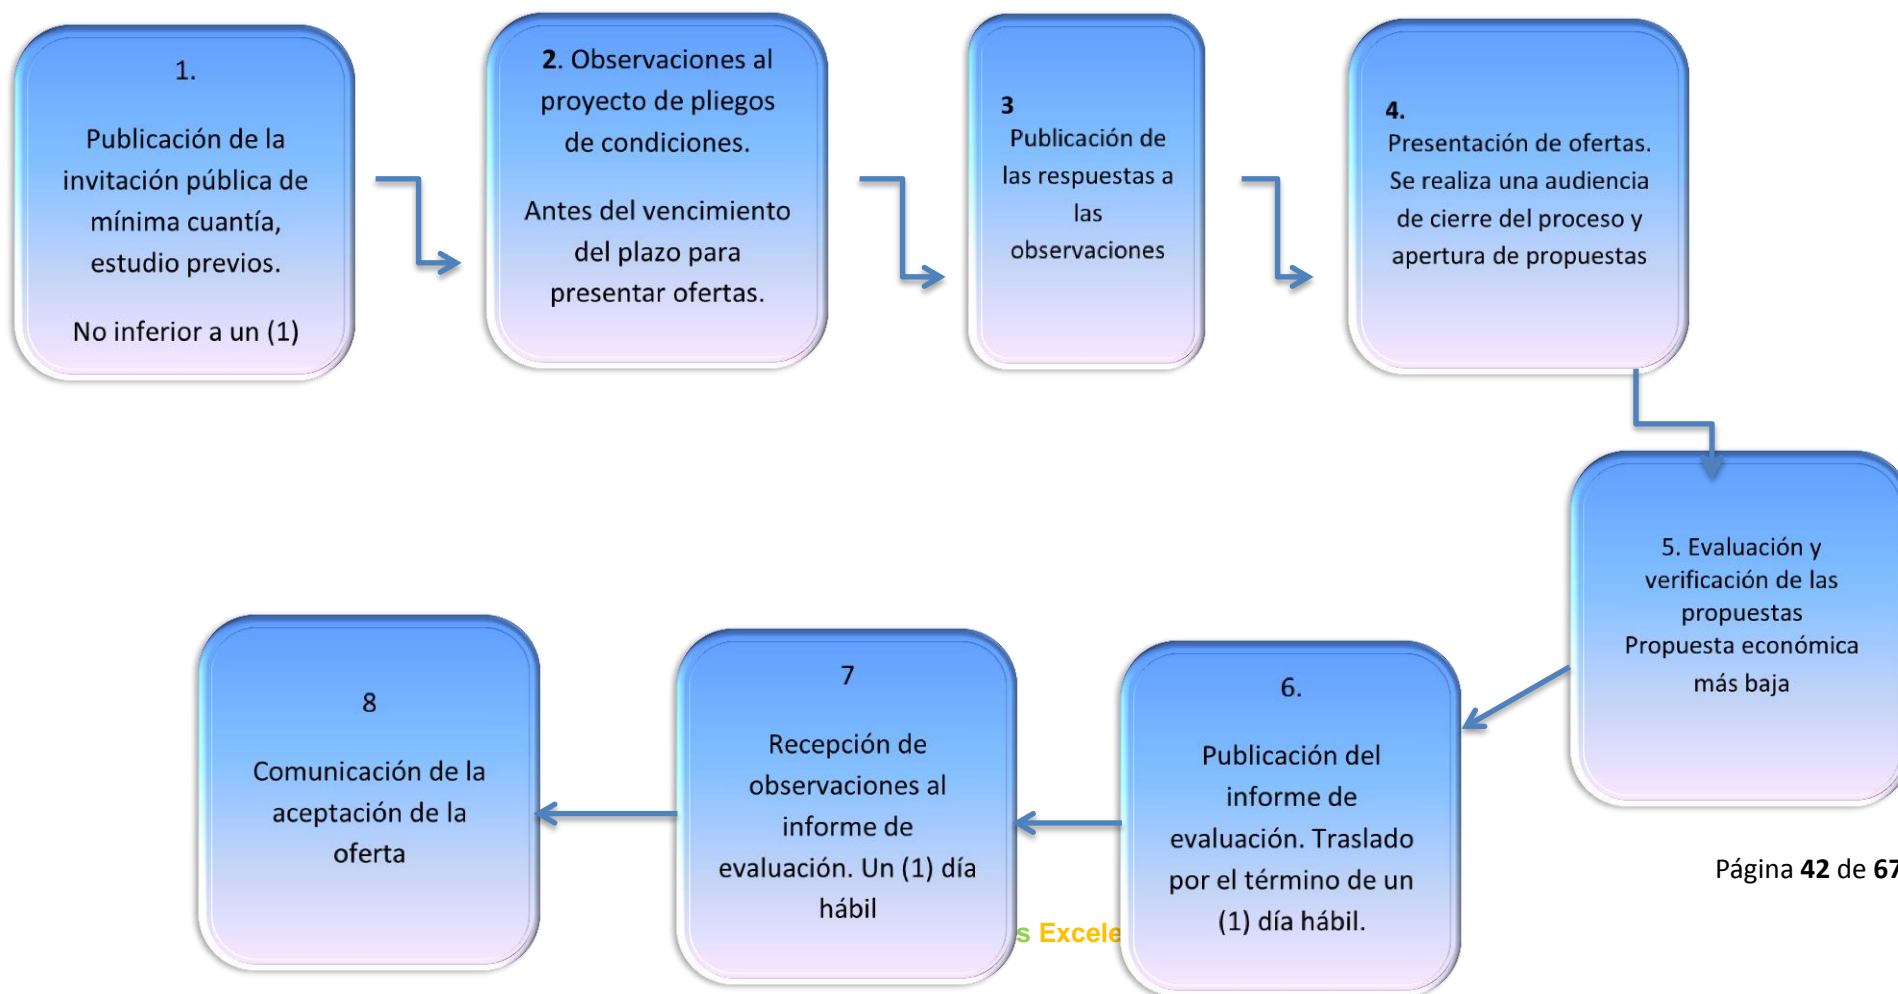 1.
Publicación de la
invitación pública de
mínima cuantía,
estudio previos.
No inferior a un (1)
2. Observaciones al
proyecto de pliegos
de condiciones.
Antes del vencimiento
del plazo para
presentar ofertas.
3
Publicación de
las respuestas a
las
observaciones
4.
Presentación de ofertas.
Se realiza una audiencia
de cierre del proceso y
apertura de propuestas
5. Evaluación y
verificación de las
propuestas
Propuesta económica
más baja
6.
Publicación del
informe de
evaluación. Traslado
por el término de un
(1) día hábil.
7
Recepción de
observaciones al
informe de
evaluación. Un (1) día
hábil
8
Comunicación de la
aceptación de la
oferta
Página 42 de 67
s Excele